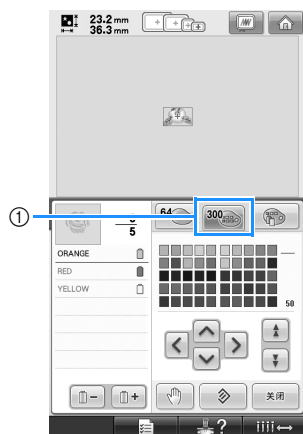 23.2 mm
36.3 mm
①
5
64
300
ORANGE
RED
YELLOW
50
关闭